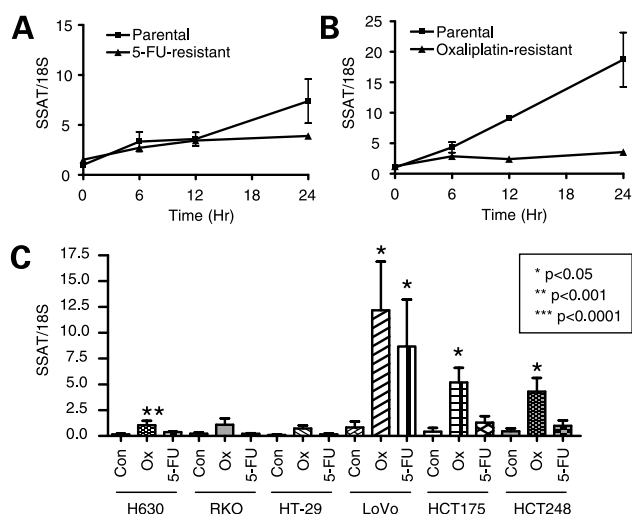 A
Parental
5-FU-resistant
SSAT/18S
15
10
5
0
0 6 12 24
Time (Hr)
B
Parental
Oxaliplatin-resistant
SSAT/18S
25
20
15
10
5
0
0 6 12 24
Time (Hr)
C
SSAT/18S
17.5
15.0
12.5
10.0
7.5
5.0
2.5
0.0
** * * * *
* p<0.05
** p<0.001
*** p<0.0001
Con Ox 5-FU Con Ox 5-FU Con Ox 5-FU Con Ox 5-FU Con Ox 5-FU Con Ox 5-FU
H630 RKO HT-29 LoVo HCT175 HCT248